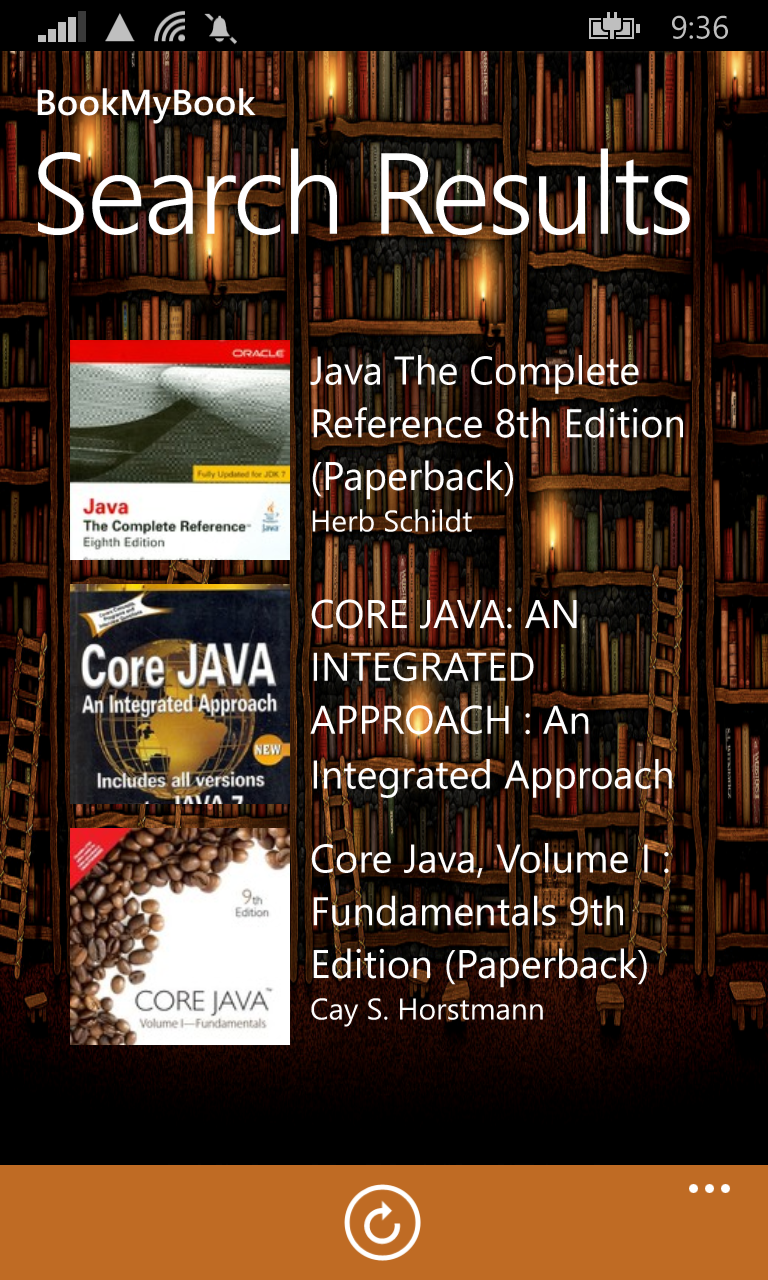 9:36
BookMyBook
Search Results
ORACLE
Fully Updated for JDK 7
Java
The Complete Reference™
Eighth Edition
Java
Java The Complete
Reference 8th Edition
(Paperback)
Herb Schildt
Core JAVA
An Integrated Approach
NEW
Includes all versions
JAVA 7
CORE JAVA: AN
INTEGRATED
APPROACH : An
Integrated Approach
9th
Edition
CORE JAVA™
Volume I—Fundamentals
Core Java, Volume I :
Fundamentals 9th
Edition (Paperback)
Cay S. Horstmann